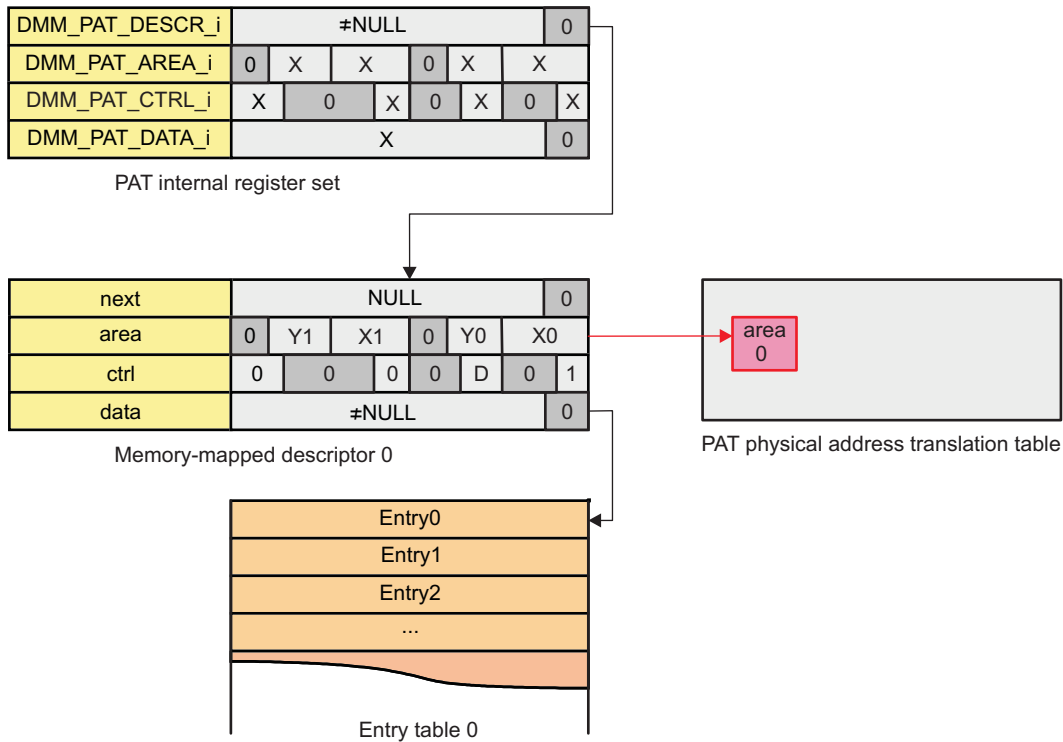 DMM_PAT_DESCR_i ≠NULL 0
DMM_PAT_AREA_i 0 X X 0 X X
DMM_PAT_CTRL_i X 0 X 0 X 0 X
DMM_PAT_DATA_i X 0
PAT internal register set
next NULL 0
area 0 Y1 X1 0 Y0 X0
ctrl 0 0 0 0 D 0 1
data ≠NULL 0
Memory-mapped descriptor 0
area
0
PAT physical address translation table
Entry0
Entry1
Entry2
...
Entry table 0